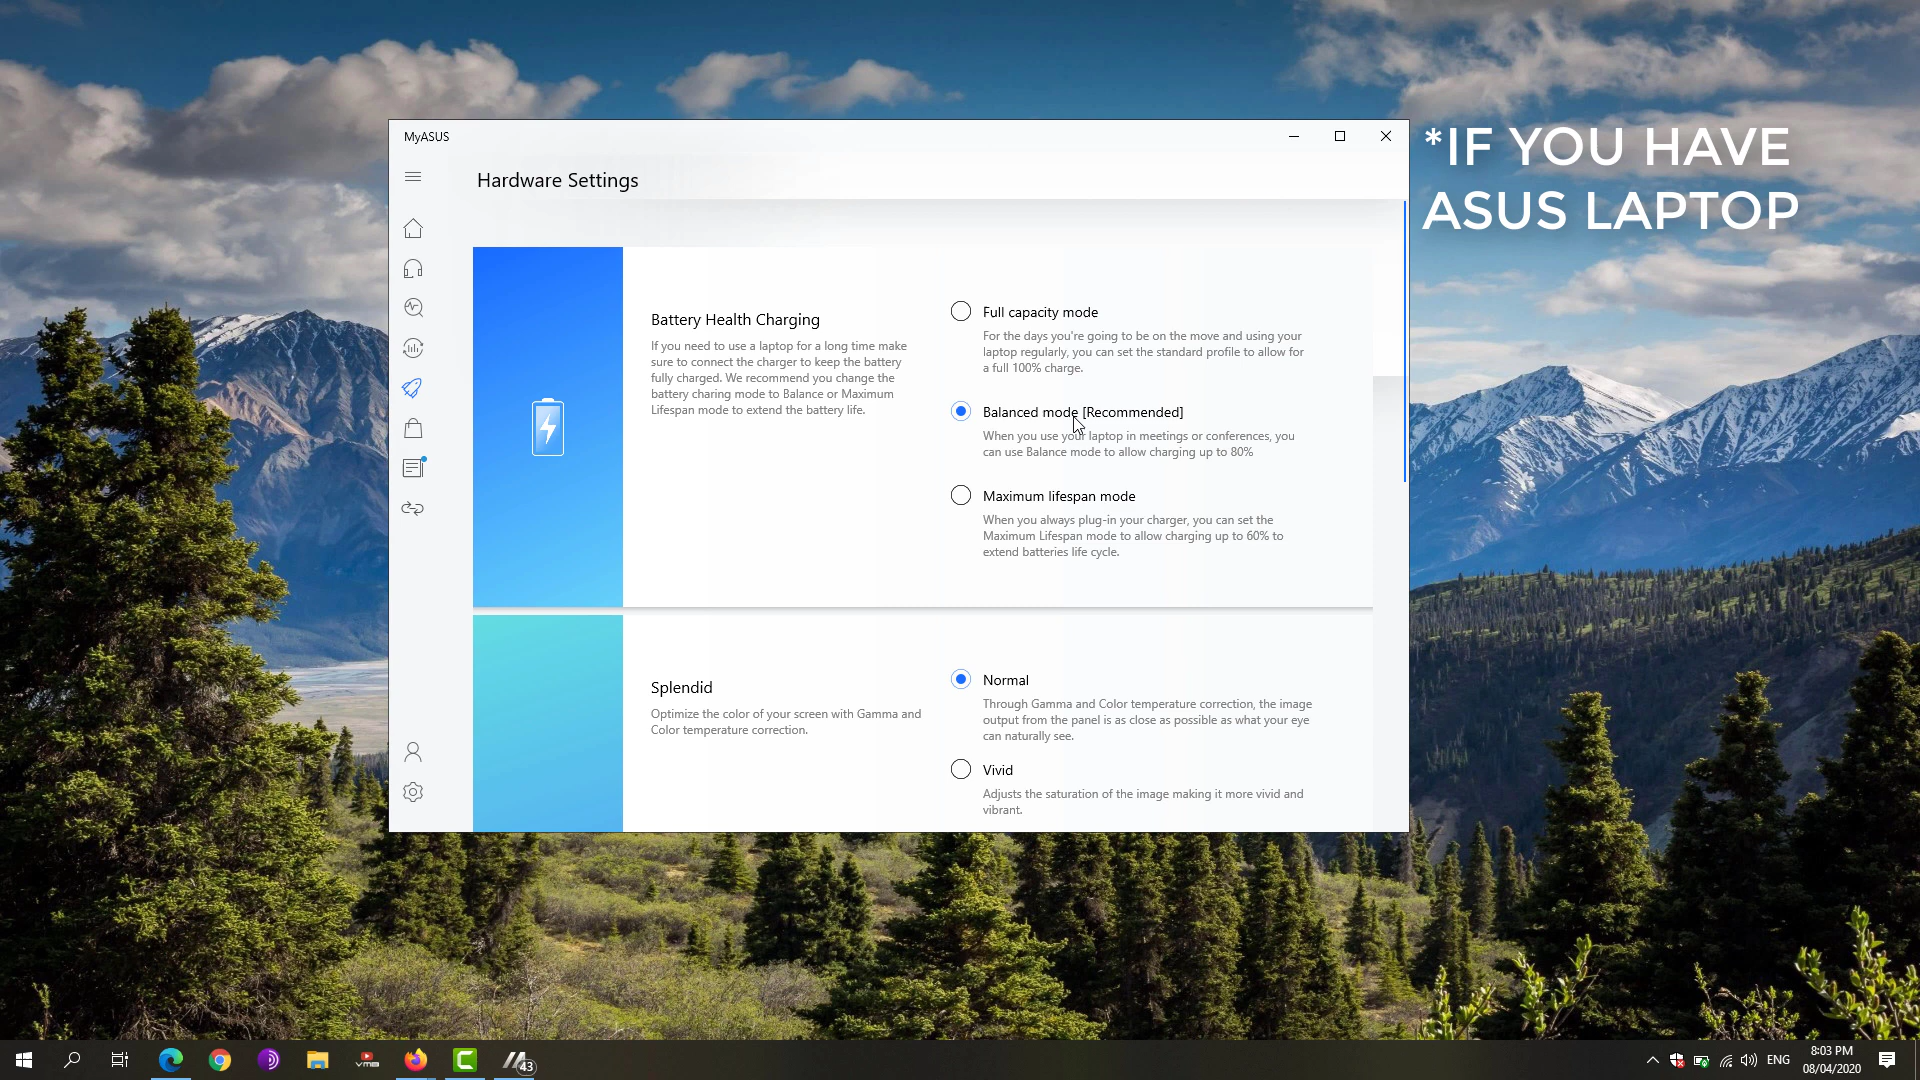 MyASUS
*IF YOU HAVE
ASUS LAPTOP
Hardware Settings
Battery Health Charging
If you need to use a laptop for a long time make
sure to connect the charger to keep the battery
fully charged. We recommend you change the
battery charing mode to Balance or Maximum
Lifespan mode to extend the battery life.
Full capacity mode
For the days you're going to be on the move and using your
laptop regularly, you can set the standard profile to allow for
a full 100% charge.
Balanced mode [Recommended]
When you use your laptop in meetings or conferences, you
can use Balance mode to allow charging up to 80%
Maximum lifespan mode
When you always plug-in your charger, you can set the
Maximum Lifespan mode to allow charging up to 60% to
extend batteries life cycle.
Splendid
Optimize the color of your screen with Gamma and
Color temperature correction.
Normal
Through Gamma and Color temperature correction, the image
output from the panel is as close as possible as what your eye
can naturally see.
Vivid
Adjusts the saturation of the image making it more vivid and
vibrant.
vmb
43
ENG
8:03 PM
08/04/2020